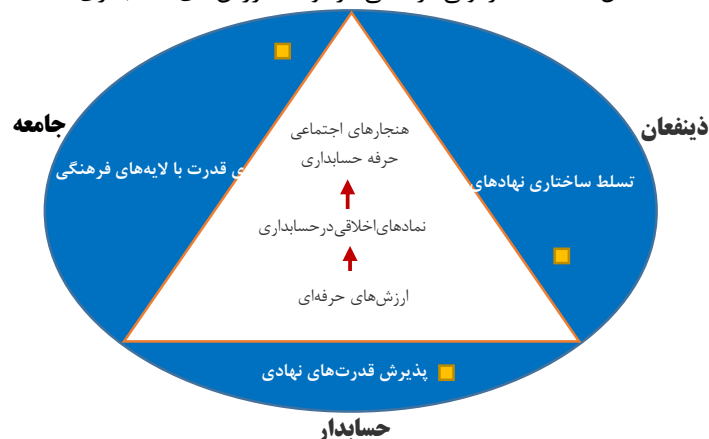 جامعه
ذینفعان
هنجارهای اجتماعی
حرفه حسابداری
ی قدرت با لایه‌های فرهنگی
تسلط ساختاری نهادهای
نمادهای‌اخلاقی‌درحسابداری
ارزش‌های حرفه‌ای
پذیرش قدرت‌های نهادی
حسابدار